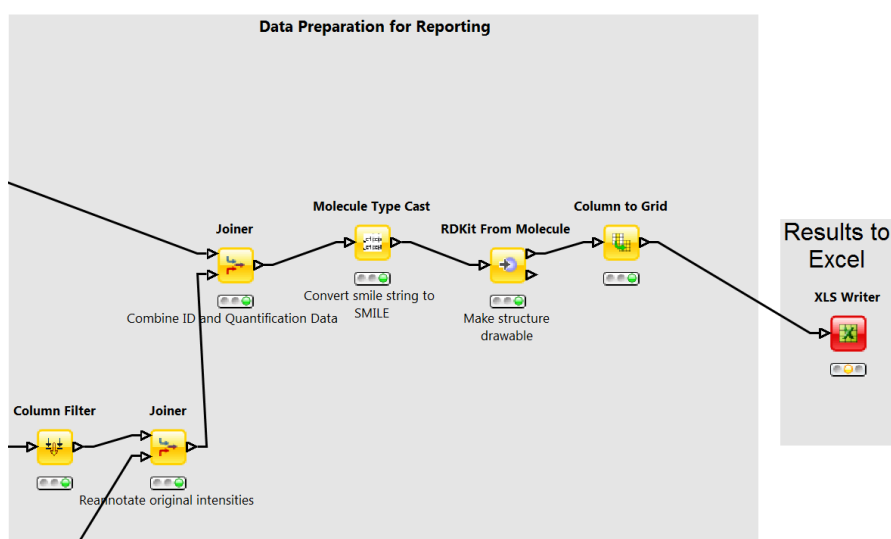 Data Preparation for Reporting
Molecule Type Cast
Column to Grid
Joiner
RDKit From Molecule
Results to
Excel
XLS Writer
Convert smile string to
SMILE
Combine ID and Quantification Data
Make structure
drawable
Column Filter
Joiner
Reannotate original intensities